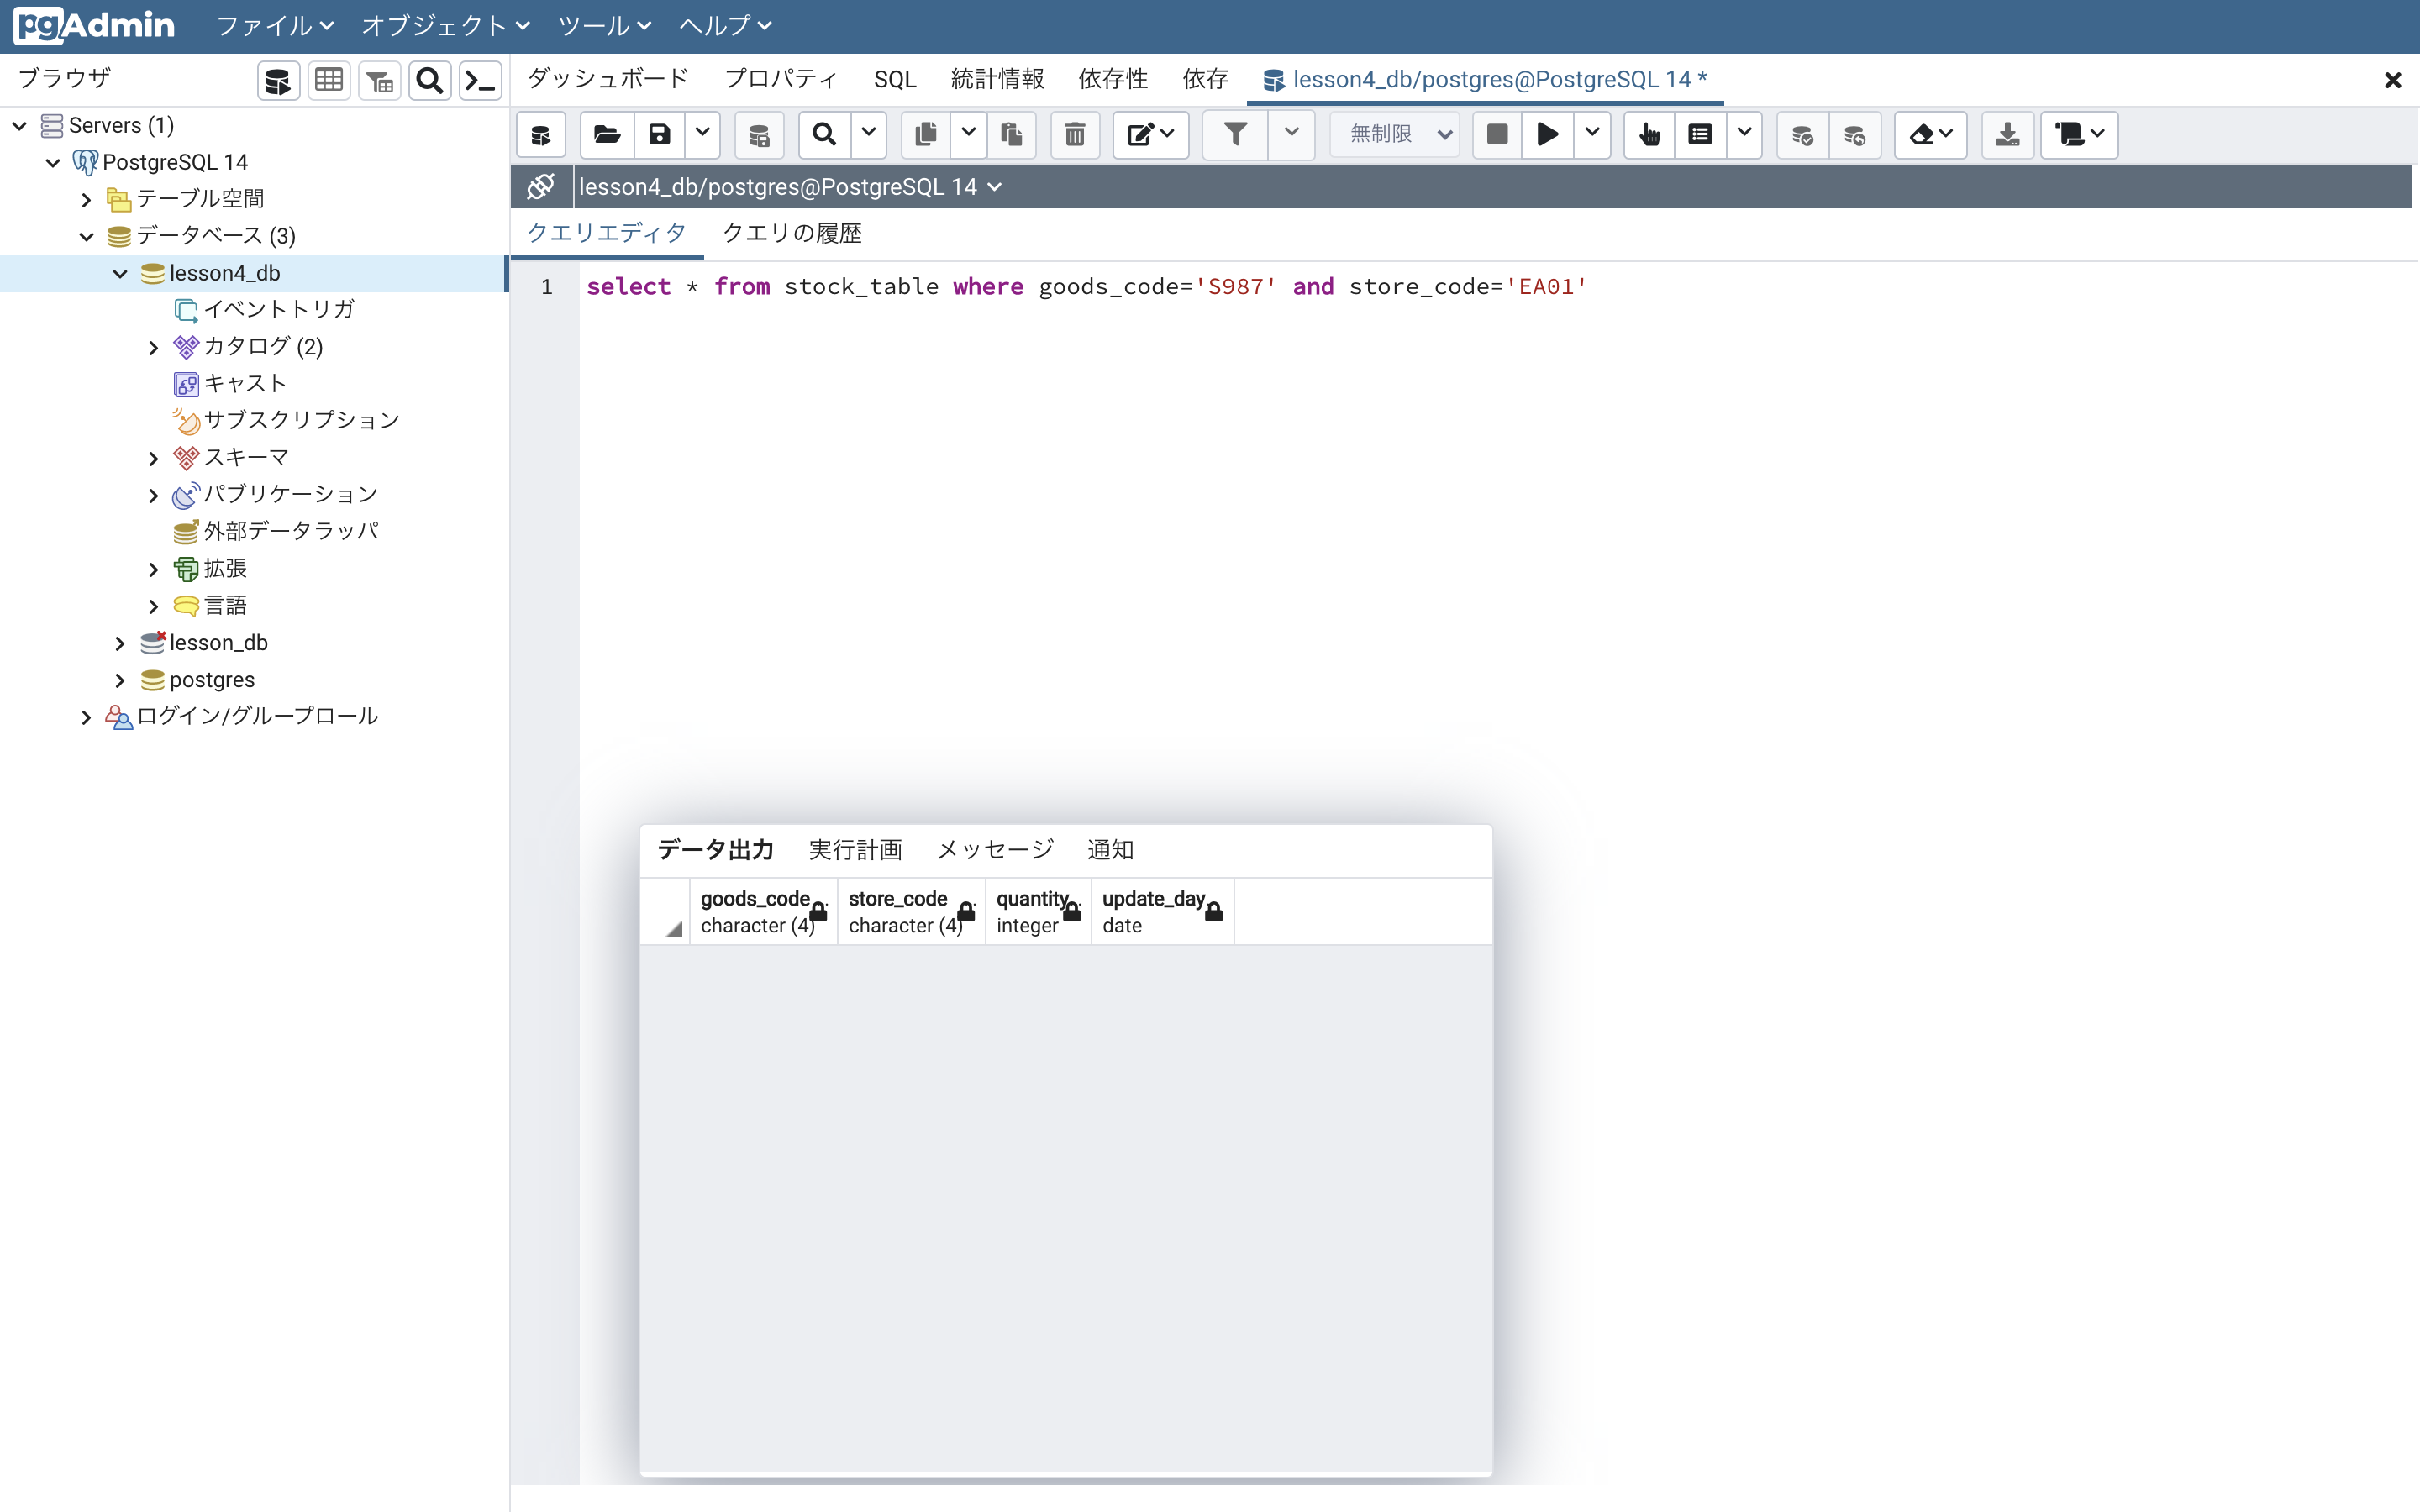 pgAdmin ファイル オブジェクト ツール ヘルプ
ブラウザ
ダッシュボード プロパティ SQL 統計情報 依存性 依存 lesson4_db/postgres@PostgreSQL 14 *
Servers (1)
PostgreSQL 14
テーブル空間
データベース (3)
lesson4_db
イベントトリガ
カタログ (2)
キャスト
サブスクリプション
スキーマ
パブリケーション
外部データラッパ
拡張
言語
lesson_db
postgres
ログイン/グループロール
無制限
lesson4_db/postgres@PostgreSQL 14
クエリエディタ クエリの履歴
1 select * from stock_table where goods_code='S987' and store_code='EA01'
データ出力 実行計画 メッセージ 通知
goods_code store_code quantity update_day
character (4) character (4) integer date